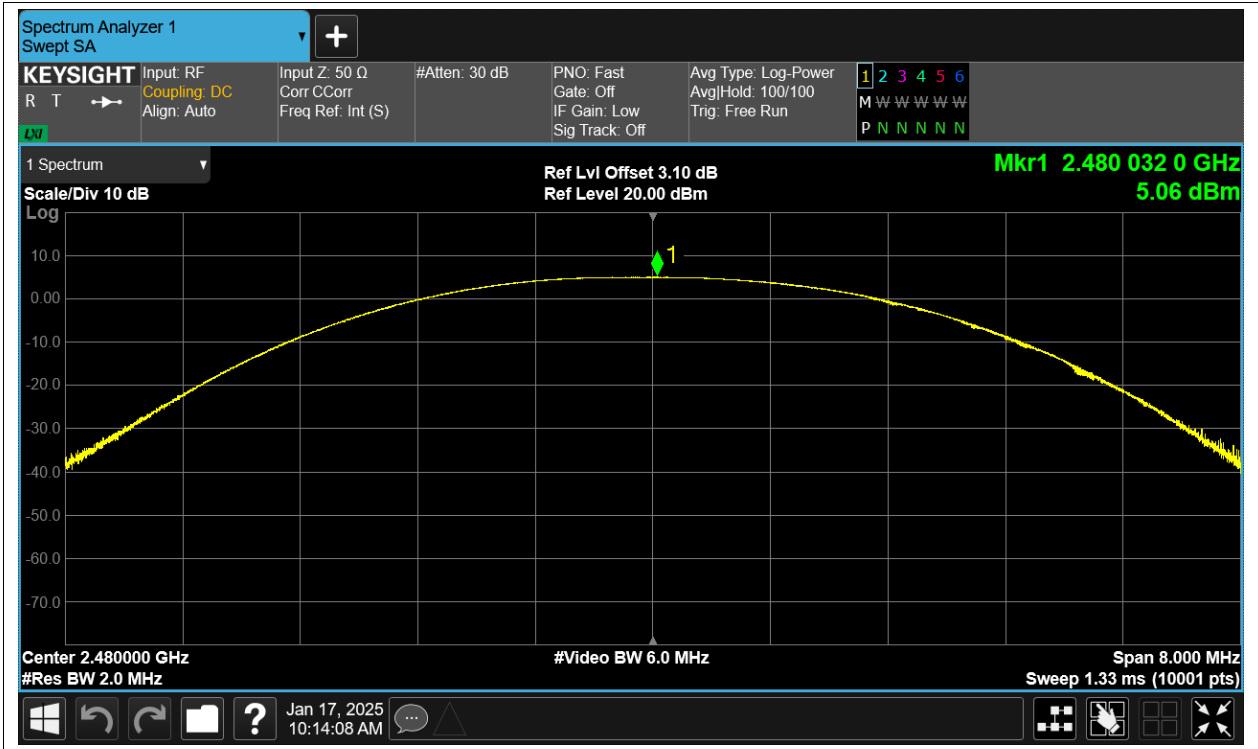 Spectrum Analyzer 1
Swept SA
+
KEYSIGHT
R T
LXI
Input: RF
Coupling: DC
Align: Auto
Input Z: 50 Ω
Corr CCorr
Freq Ref: Int (S)
#Atten: 30 dB
PNO: Fast
Gate: Off
IF Gain: Low
Sig Track: Off
Avg Type: Log-Power
Avg|Hold: 100/100
Trig: Free Run
1 2 3 4 5 6
M W W W W W
P N N N N N
1 Spectrum
Scale/Div 10 dB
Log
Ref Lvl Offset 3.10 dB
Ref Level 20.00 dBm
Mkr1 2.480 032 0 GHz
5.06 dBm
1
10.0
0.00
-10.0
-20.0
-30.0
-40.0
-50.0
-60.0
-70.0
Center 2.480000 GHz
#Res BW 2.0 MHz
#Video BW 6.0 MHz
Span 8.000 MHz
Sweep 1.33 ms (10001 pts)
?
Jan 17, 2025
10:14:08 AM